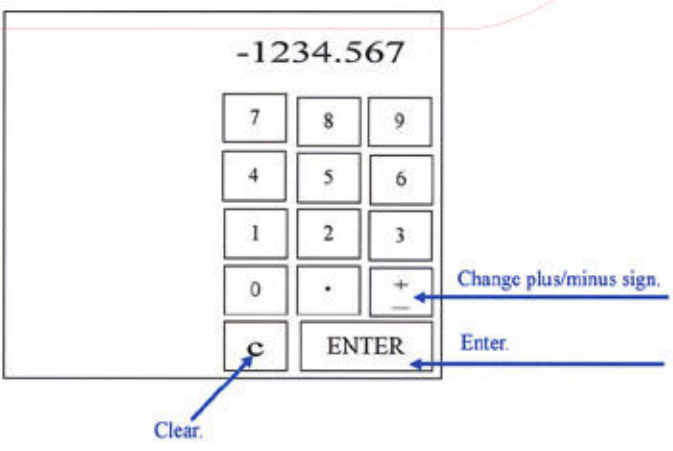 -1234.567
7 8 9
4 5 6
1 2 3
0 . +
—
Change plus/minus sign.
c ENTER
Enter.
Clear.